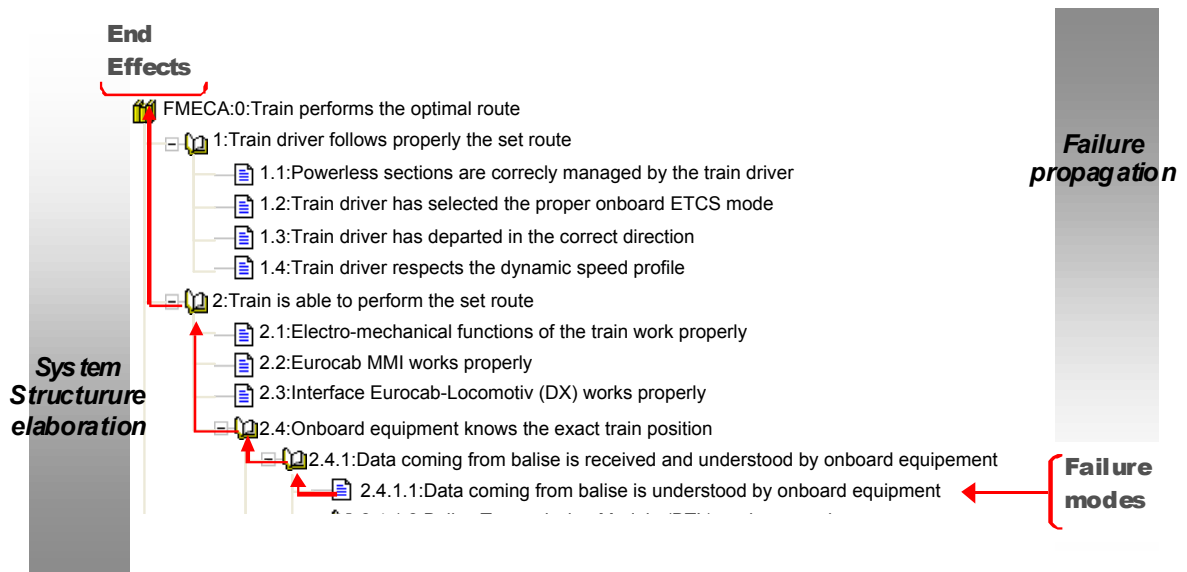 End
Effects
FMECA:0:Train performs the optimal route
1:Train driver follows properly the set route
1.1:Powerless sections are correcly managed by the train driver
1.2:Train driver has selected the proper onboard ETCS mode
1.3:Train driver has departed in the correct direction
1.4:Train driver respects the dynamic speed profile
2:Train is able to perform the set route
2.1:Electro-mechanical functions of the train work properly
2.2:Eurocab MMI works properly
2.3:Interface Eurocab-Locomotiv (DX) works properly
2.4:Onboard equipment knows the exact train position
2.4.1:Data coming from balise is received and understood by onboard equipement
2.4.1.1:Data coming from balise is understood by onboard equipment
System
Structurure
elaboration
Failure
propagation
Failure
modes